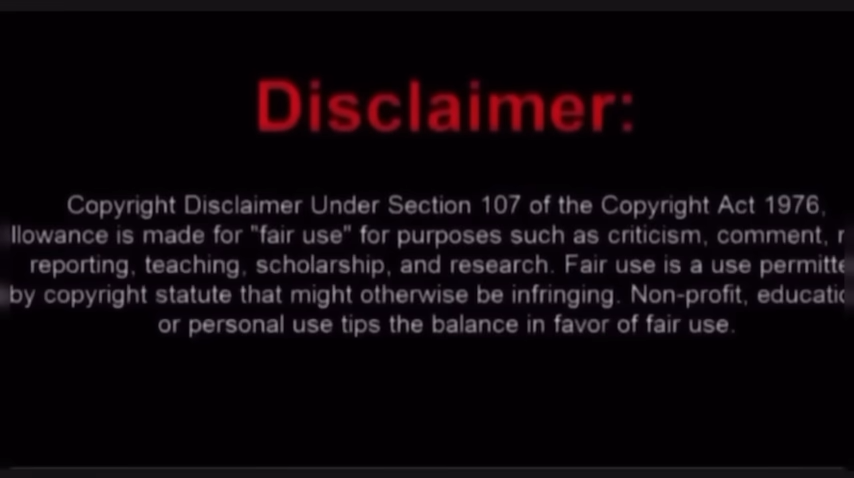 Disclaimer:
Copyright Disclaimer Under Section 107 of the Copyright Act 1976,
llowance is made for "fair use" for purposes such as criticism, comment,
reporting, teaching, scholarship, and research. Fair use is a use permitte
by copyright statute that might otherwise be infringing. Non-profit, educatio
or personal use tips the balance in favor of fair use.